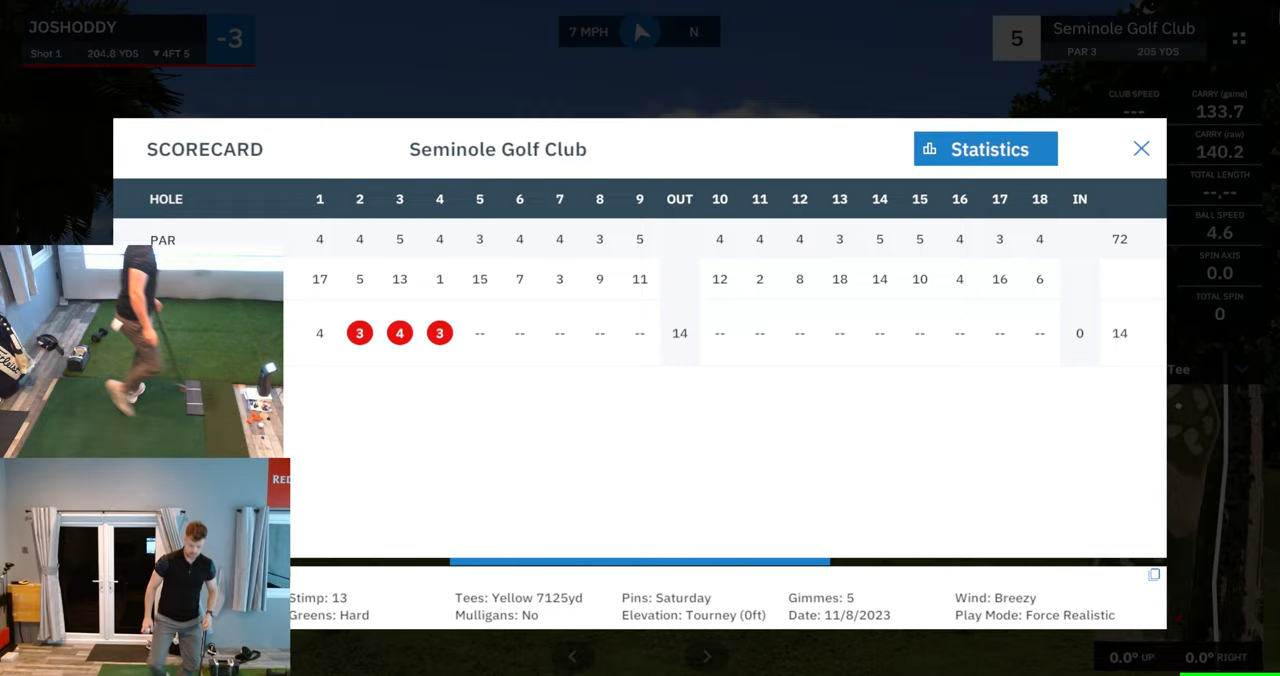 JOSHODDY
Shot 1 204.8 YDS ▼4FT 5
-3
7 MPH N
5
Seminole Golf Club
PAR 3 205 YDS
CLUB SPEED
---
CARRY (game)
133.7
CARRY (raw)
140.2
TOTAL LENGTH
--.--
BALL SPEED
4.6
SPIN AXIS
0.0
TOTAL SPIN
0
Tee
SCORECARD Seminole Golf Club Statistics
HOLE 1 2 3 4 5 6 7 8 9 OUT 10 11 12 13 14 15 16 17 18 IN
PAR 4 4 5 4 3 4 4 3 5 4 4 4 3 5 5 4 3 4 72
17 5 13 1 15 7 3 9 11 12 2 8 18 14 10 4 16 6
4 3 4 3 -- -- -- -- -- 14 -- -- -- -- -- -- -- -- -- 0 14
Stimp: 13 Tees: Yellow 7125yd Pins: Saturday Gimmes: 5 Wind: Breezy
Greens: Hard Mulligans: No Elevation: Tourney (0ft) Date: 11/8/2023 Play Mode: Force Realistic
0.0° UP 0.0° RIGHT
Titleist
RED